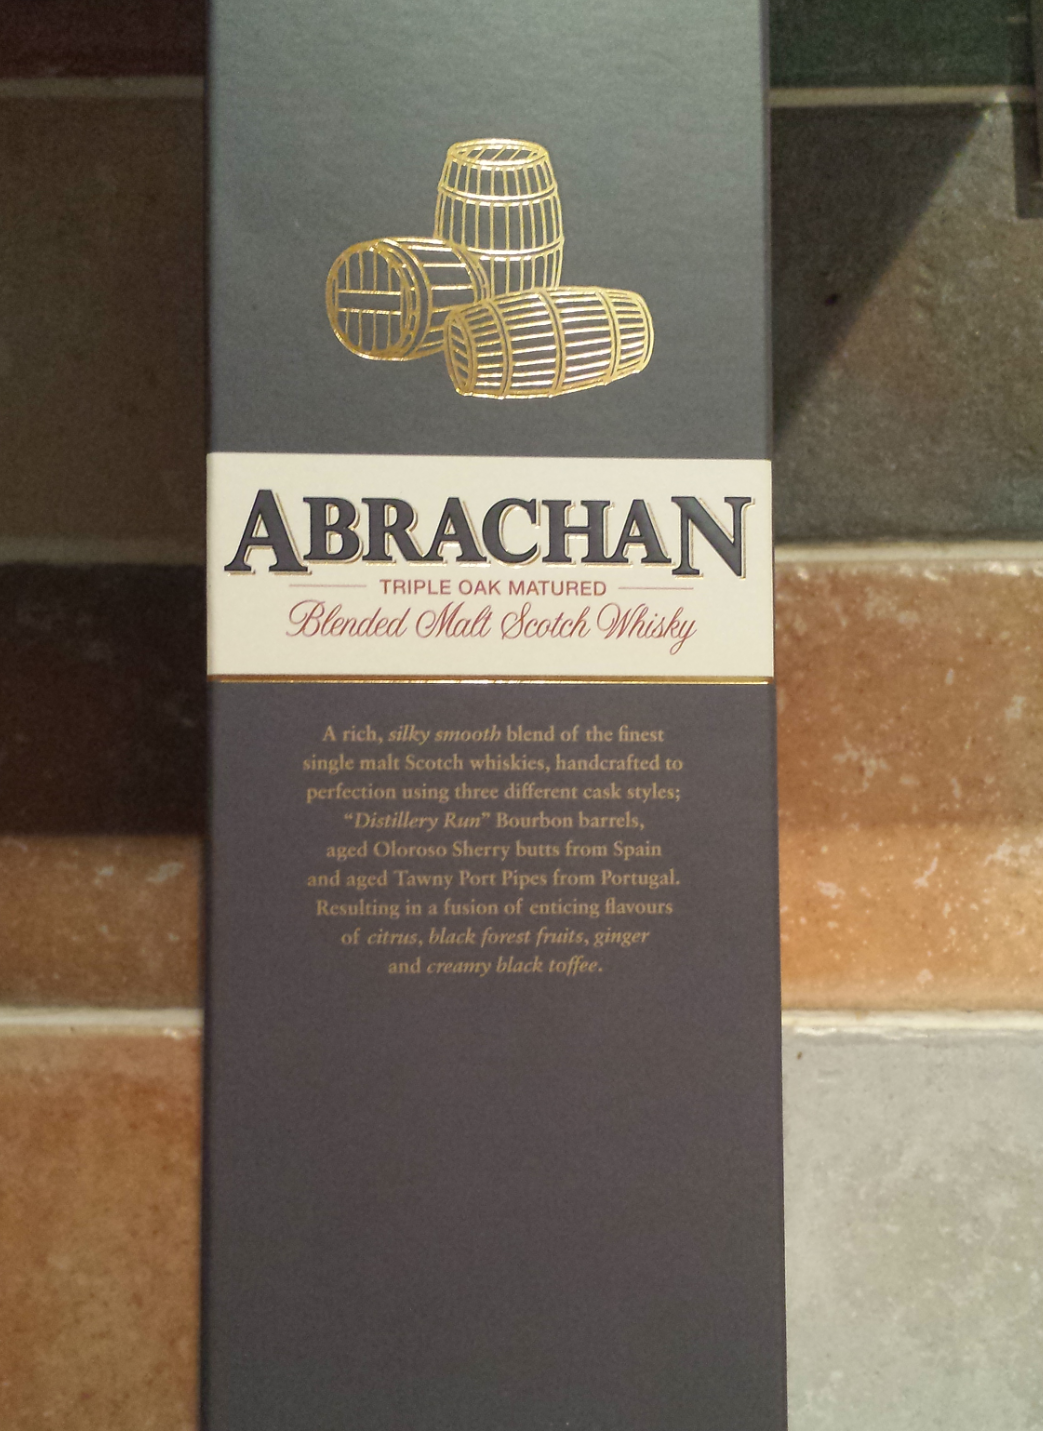 ABRACHAN
TRIPLE OAK MATURED
Blended Malt Scotch Whisky
A rich, silky smooth blend of the finest
single malt Scotch whiskies, handcrafted to
perfection using three different cask styles;
“Distillery Run” Bourbon barrels,
aged Oloroso Sherry butts from Spain
and aged Tawny Port Pipes from Portugal.
Resulting in a fusion of enticing flavours
of citrus, black forest fruits, ginger
and creamy black toffee.